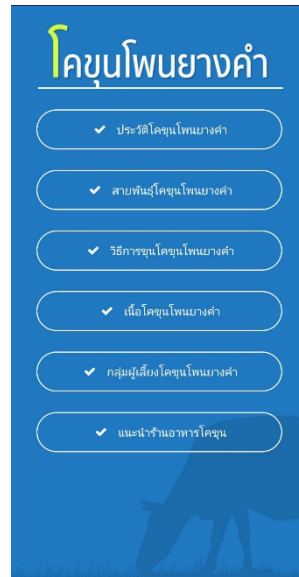 โคขุนโพนยางคำ
ประวัติโคขุนโพนยางคำ
สายพันธุ์โคขุนโพนยางคำ
วิธีการขุนโคขุนโพนยางคำ
เนื้อโคขุนโพนยางคำ
กลุ่มผู้เลี้ยงโคขุนโพนยางคำ
แนะนำร้านอาหารโคขุน